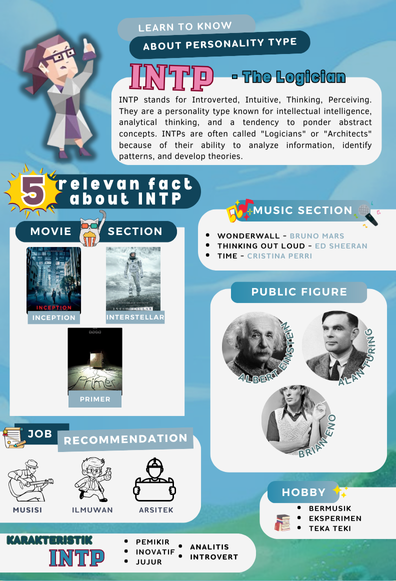 LEARN TO KNOW
ABOUT PERSONALITY TYPE
INTP - The Logician
INTP stands for Introverted, Intuitive, Thinking, Perceiving.
They are a personality type known for intellectual intelligence,
analytical thinking, and a tendency to ponder abstract
concepts. INTPs are often called "Logicians" or "Architects"
because of their ability to analyze information, identify
patterns, and develop theories.
5 relevan fact
about INTP
MOVIE SECTION
INCEPTION
INCEPTION
INTERSTELLAR
Primer
PRIMER
MUSIC SECTION
WONDERWALL - BRUNO MARS
THINKING OUT LOUD - ED SHEERAN
TIME - CRISTINA PERRI
PUBLIC FIGURE
ALBERT EINSTEIN
ALAN TURING
BRIAN ENO
JOB
RECOMMENDATION
MUSISI
ILMUWAN
ARSITEK
HOBBY
BERMUSIK
EKSPERIMEN
TEKA TEKI
KARAKTERISTIK
INTP
PEMIKIR
INOVATIF
JUJUR
ANALITIS
INTROVERT